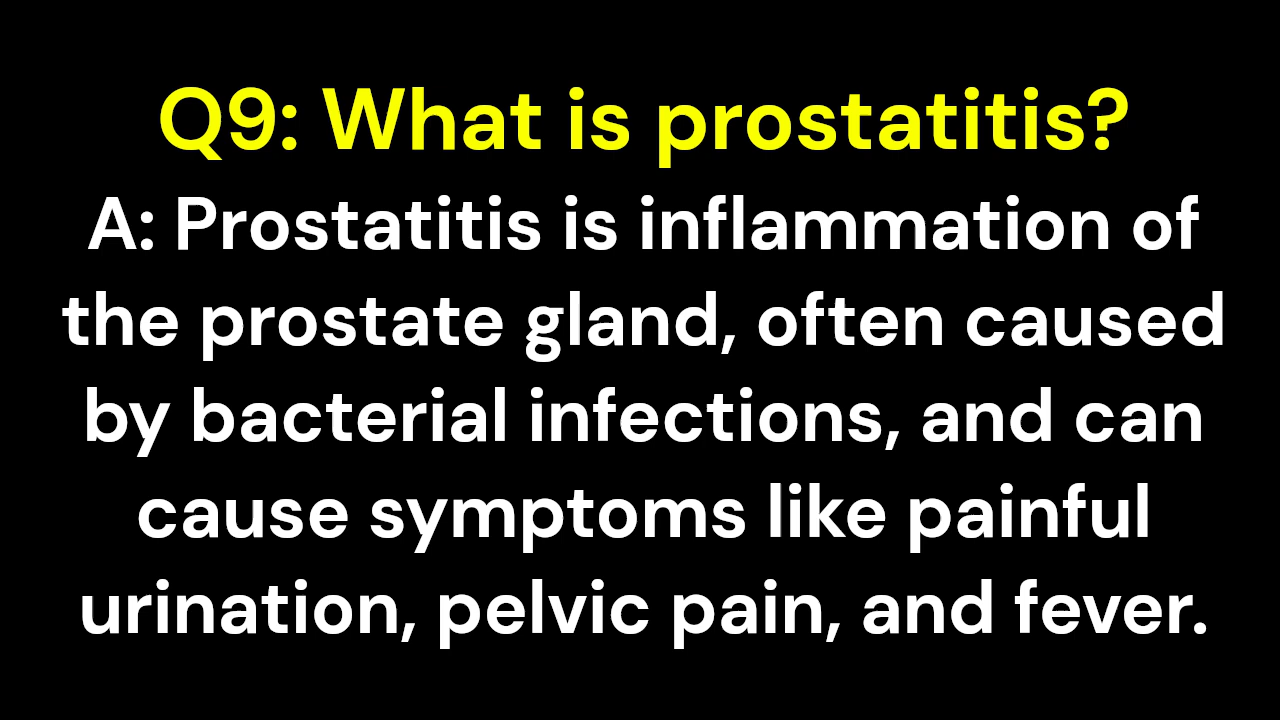 Q9: What is prostatitis?
A: Prostatitis is inflammation of
the prostate gland, often caused
by bacterial infections, and can
cause symptoms like painful
urination, pelvic pain, and fever.